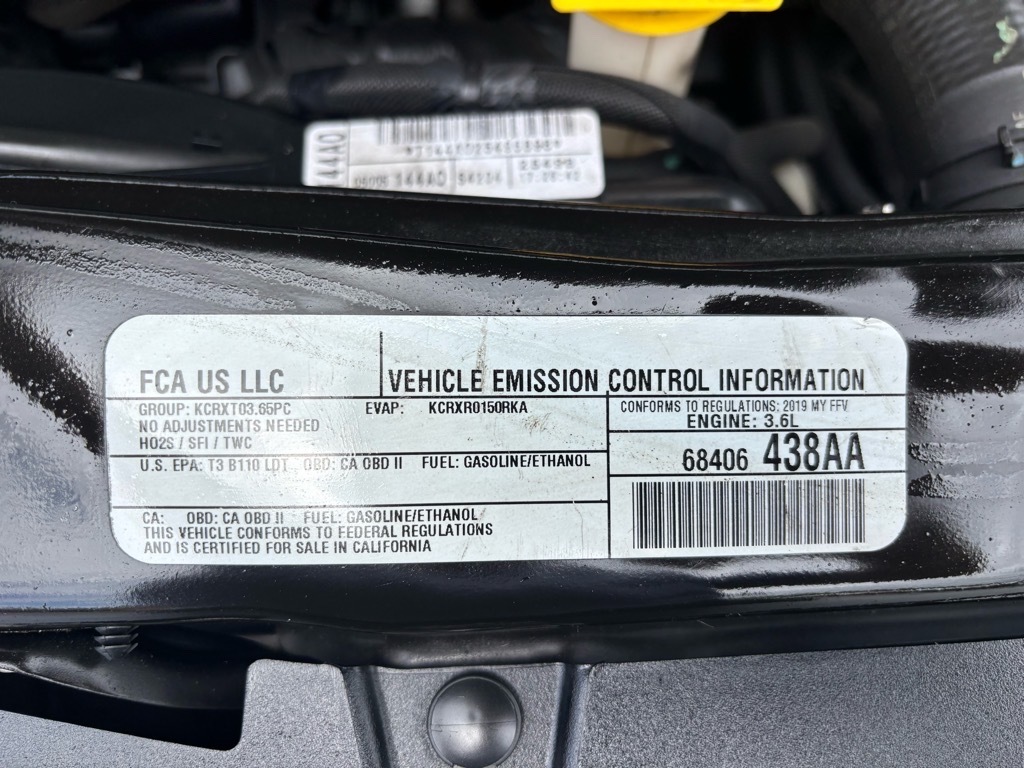 144A0
144A0
FCA US LLC
VEHICLE EMISSION CONTROL INFORMATION
GROUP: KCRXT03.65PC EVAP: KCRXR0150RKA
NO ADJUSTMENTS NEEDED
HO2S / SFI / TWC
CONFORMS TO REGULATIONS: 2019 MY FFV
ENGINE: 3.6L
68406 438AA
U.S. EPA: T3 B110 LDT OBD: CA OBD II FUEL: GASOLINE/ETHANOL
CA: OBD: CA OBD II FUEL: GASOLINE/ETHANOL
THIS VEHICLE CONFORMS TO FEDERAL REGULATIONS
AND IS CERTIFIED FOR SALE IN CALIFORNIA